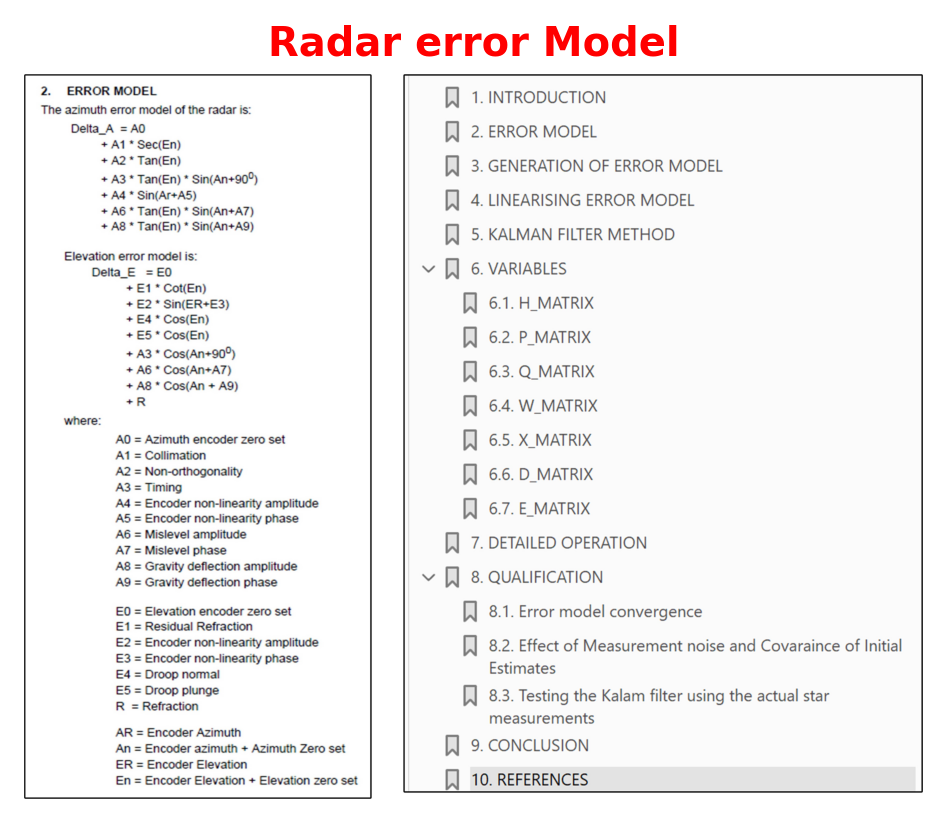 Radar error Model
2. ERROR MODEL
The azimuth error model of the radar is:
Delta_A = A0
+ A1 * Sec(En)
+ A2 * Tan(En)
+ A3 * Tan(En) * Sin(An+90⁰)
+ A4 * Sin(Ar+A5)
+ A6 * Tan(En) * Sin(An+A7)
+ A8 * Tan(En) * Sin(An+A9)
Elevation error model is:
Delta_E = E0
+ E1 * Cot(En)
+ E2 * Sin(ER+E3)
+ E4 * Cos(En)
+ E5 * Cos(En)
+ A3 * Cos(An+90⁰)
+ A6 * Cos(An+A7)
+ A8 * Cos(An + A9)
+ R
where:
A0 = Azimuth encoder zero set
A1 = Collimation
A2 = Non-orthogonality
A3 = Timing
A4 = Encoder non-linearity amplitude
A5 = Encoder non-linearity phase
A6 = Mislevel amplitude
A7 = Mislevel phase
A8 = Gravity deflection amplitude
A9 = Gravity deflection phase
E0 = Elevation encoder zero set
E1 = Residual Refraction
E2 = Encoder non-linearity amplitude
E3 = Encoder non-linearity phase
E4 = Droop normal
E5 = Droop plunge
R = Refraction
AR = Encoder Azimuth
An = Encoder azimuth + Azimuth Zero set
ER = Encoder Elevation
En = Encoder Elevation + Elevation zero set
1. INTRODUCTION
2. ERROR MODEL
3. GENERATION OF ERROR MODEL
4. LINEARISING ERROR MODEL
5. KALMAN FILTER METHOD
6. VARIABLES
6.1. H_MATRIX
6.2. P_MATRIX
6.3. Q_MATRIX
6.4. W_MATRIX
6.5. X_MATRIX
6.6. D_MATRIX
6.7. E_MATRIX
7. DETAILED OPERATION
8. QUALIFICATION
8.1. Error model convergence
8.2. Effect of Measurement noise and Covaraince of Initial
Estimates
8.3. Testing the Kalam filter using the actual star
measurements
9. CONCLUSION
10. REFERENCES